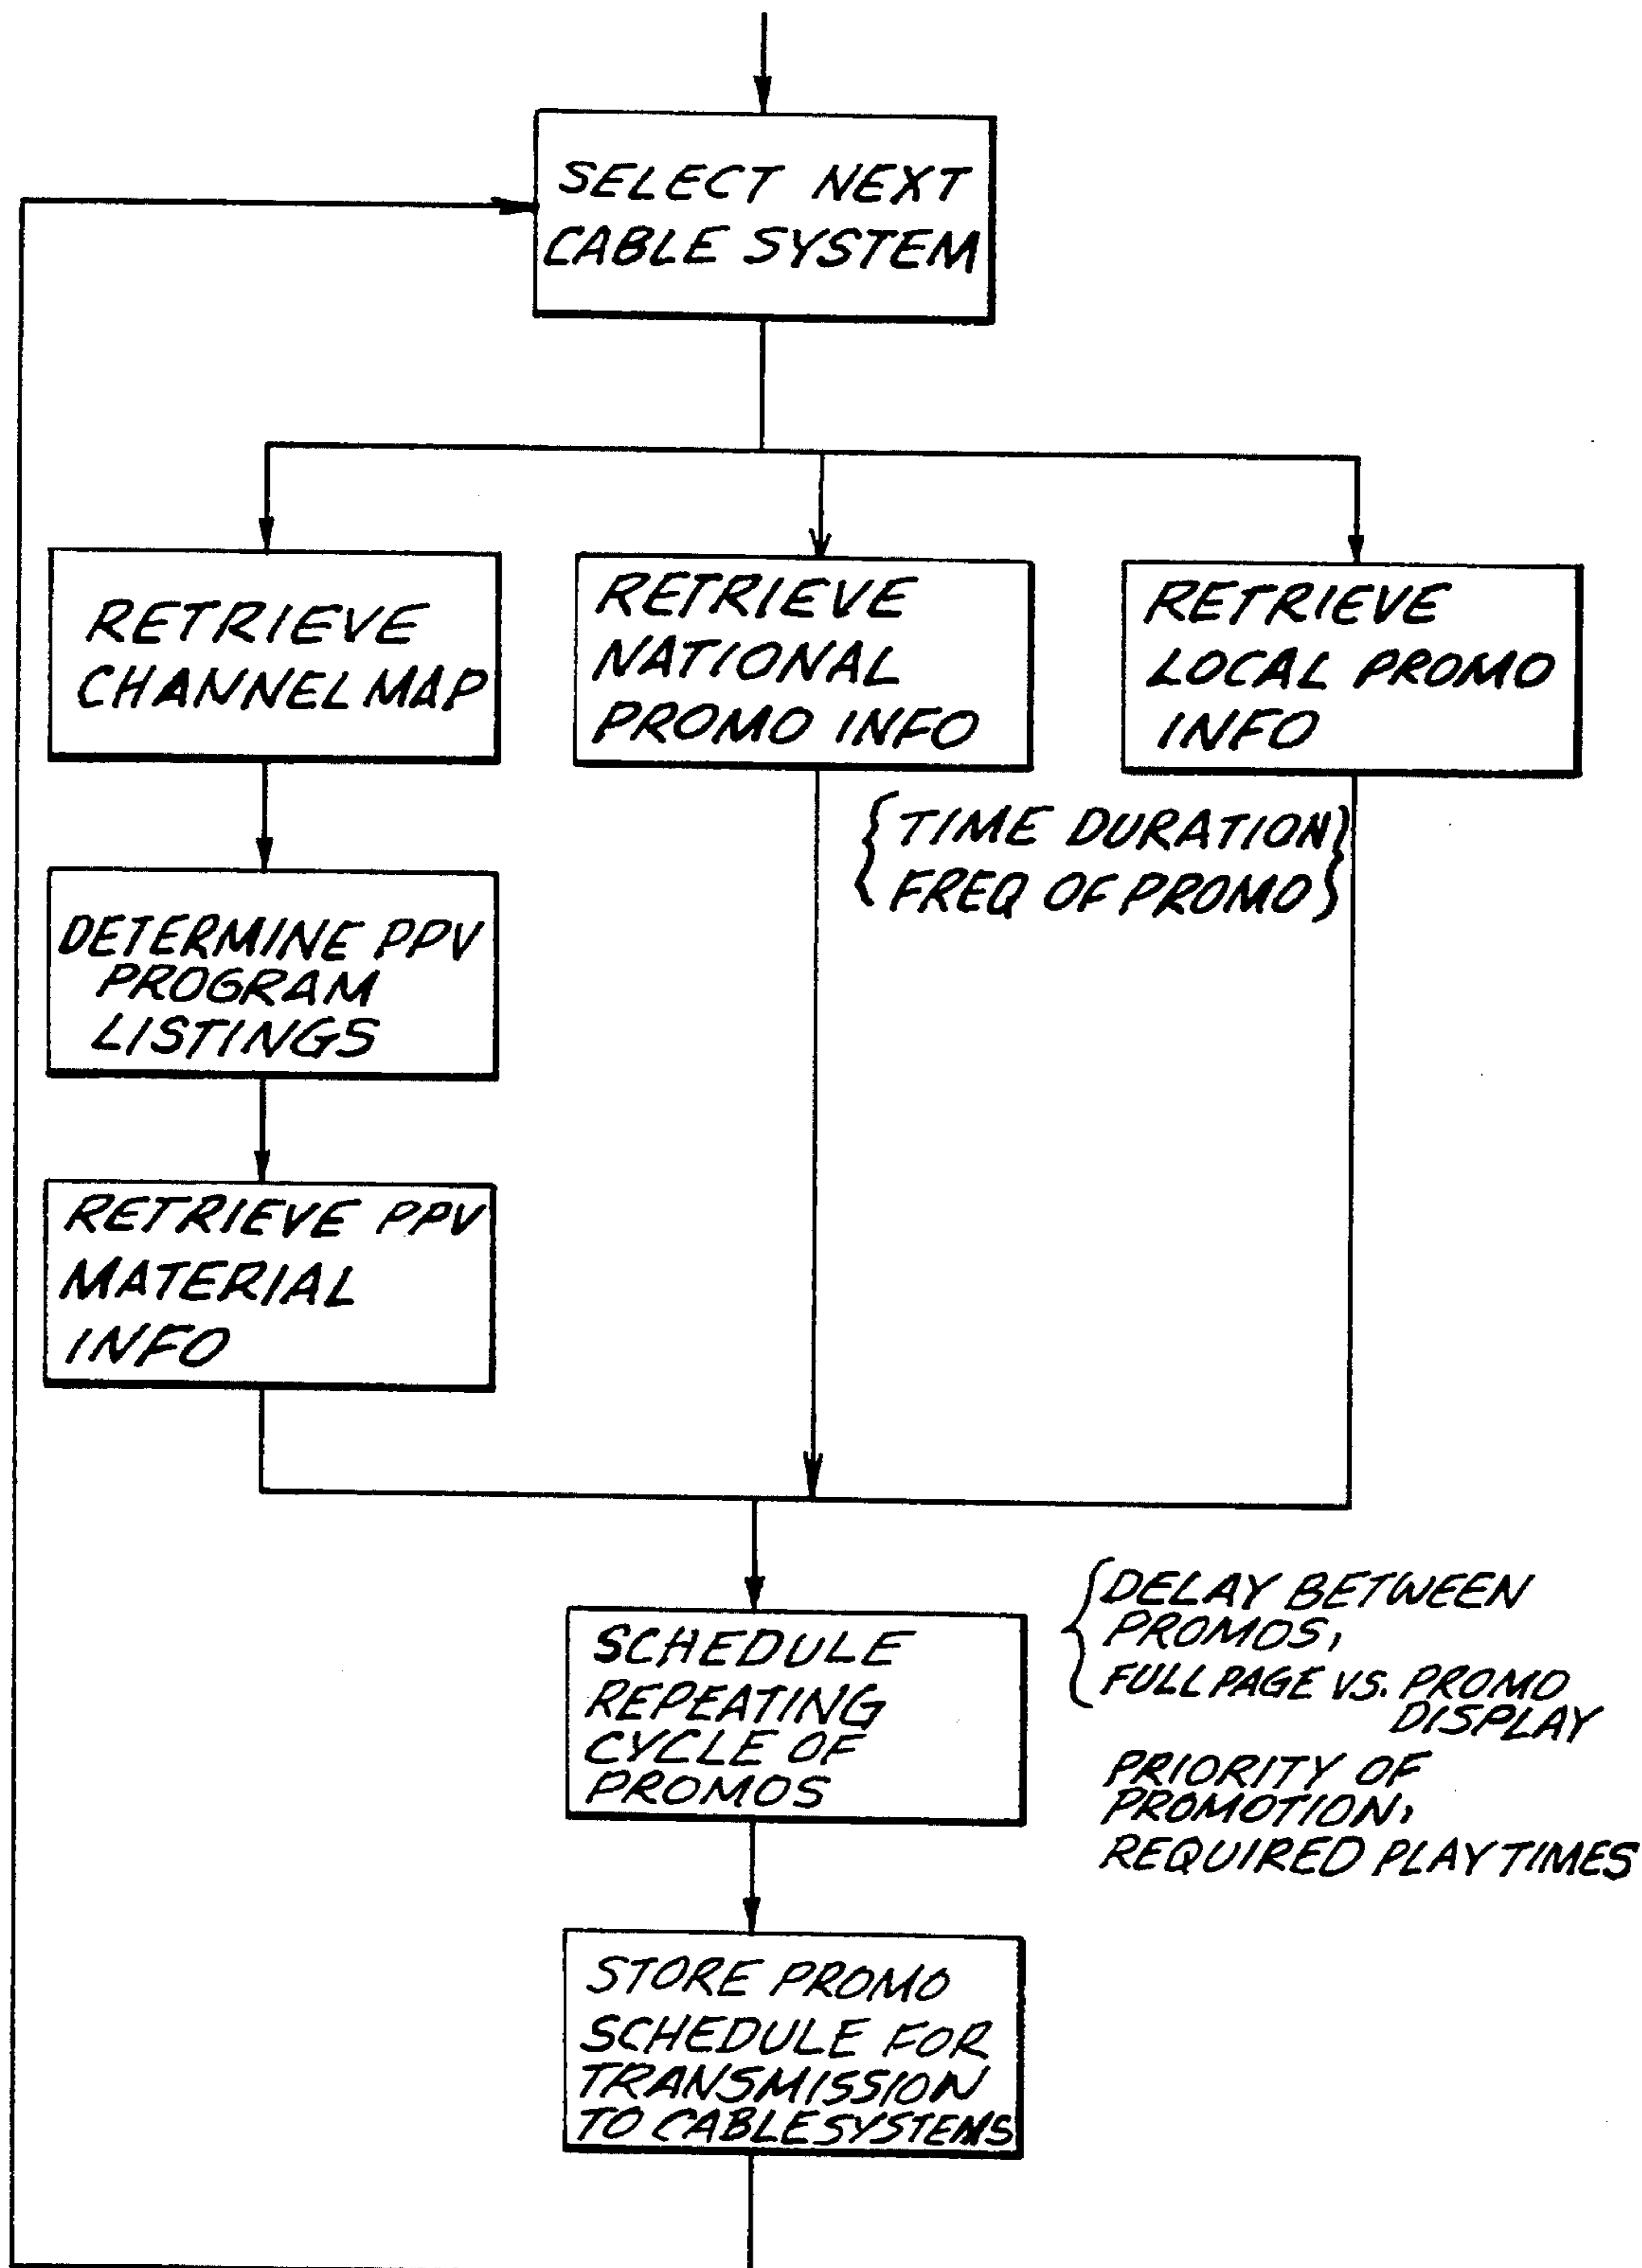 SELECT NEXT
CABLE SYSTEM
RETRIEVE
CHANNEL MAP
RETRIEVE
NATIONAL
PROMO INFO
RETRIEVE
LOCAL PROMO
INFO
{TIME DURATION}
{FREQ OF PROMO}
DETERMINE PPV
PROGRAM
LISTINGS
RETRIEVE PPV
MATERIAL
INFO
SCHEDULE
REPEATING
CYCLE OF
PROMOS
{DELAY BETWEEN
PROMOS,
FULL PAGE VS. PROMO
DISPLAY
PRIORITY OF
PROMOTION,
REQUIRED PLAY TIMES
STORE PROMO
SCHEDULE FOR
TRANSMISSION
TO CABLE SYSTEMS